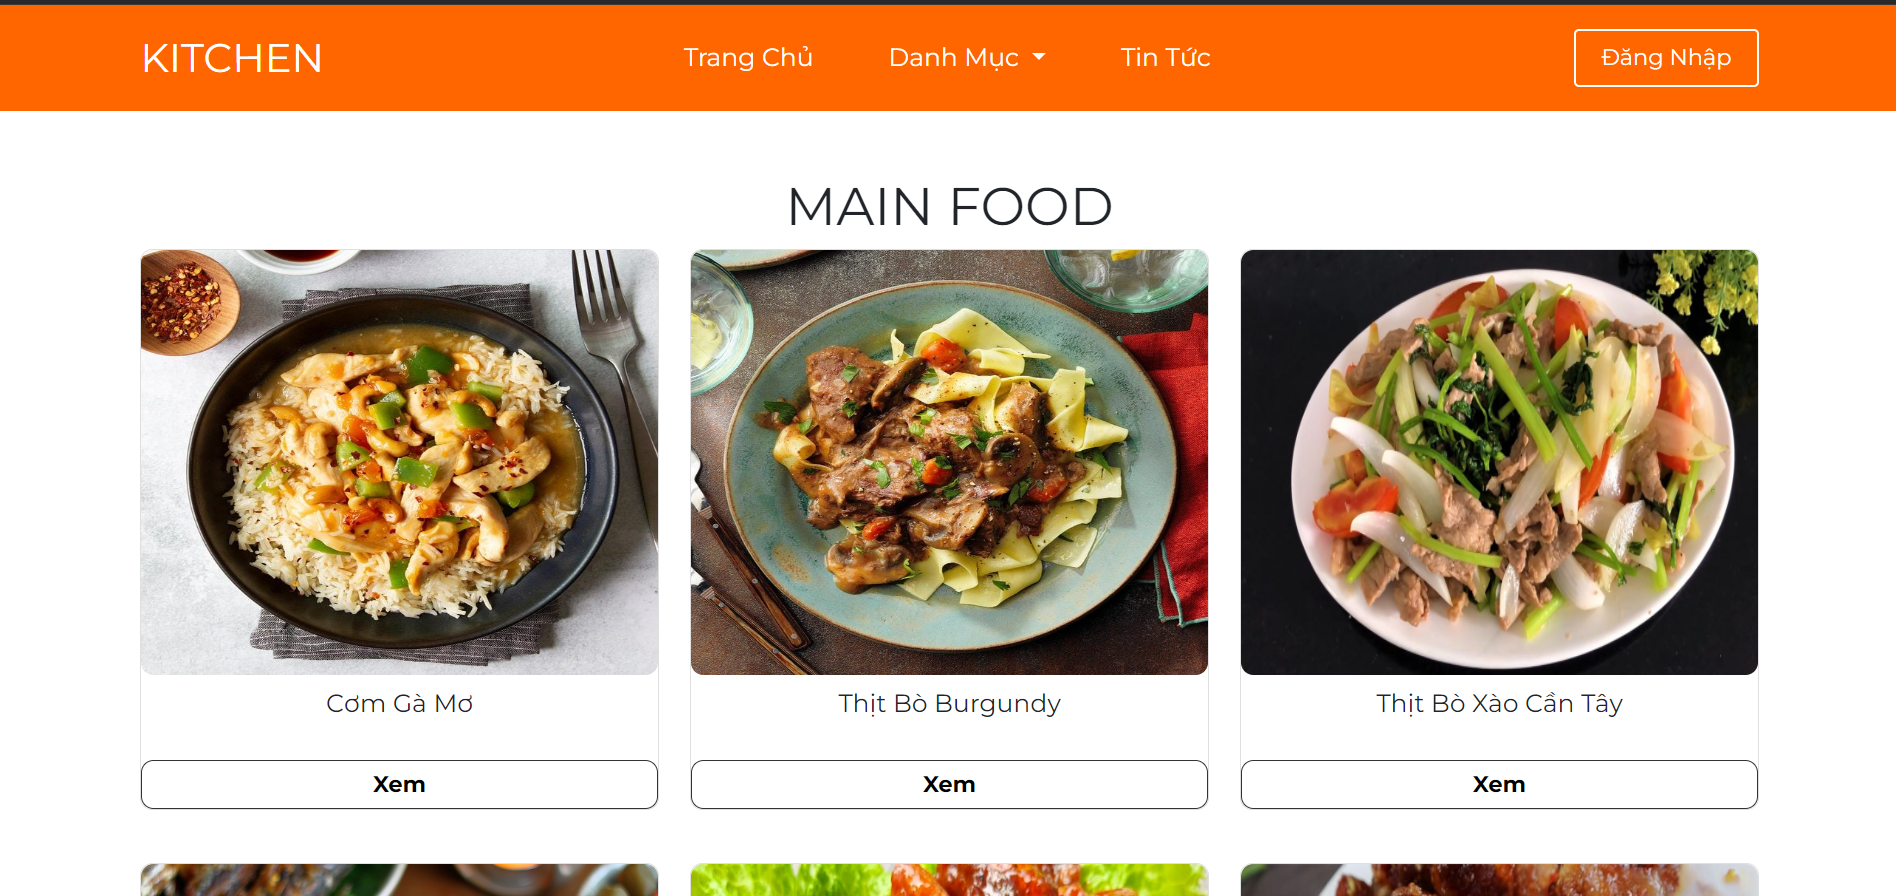 KITCHEN
Trang Chủ
Danh Mục
Tin Tức
Đăng Nhập
MAIN FOOD
Cơm Gà Mơ
Thịt Bò Burgundy
Thịt Bò Xào Cần Tây
Xem
Xem
Xem